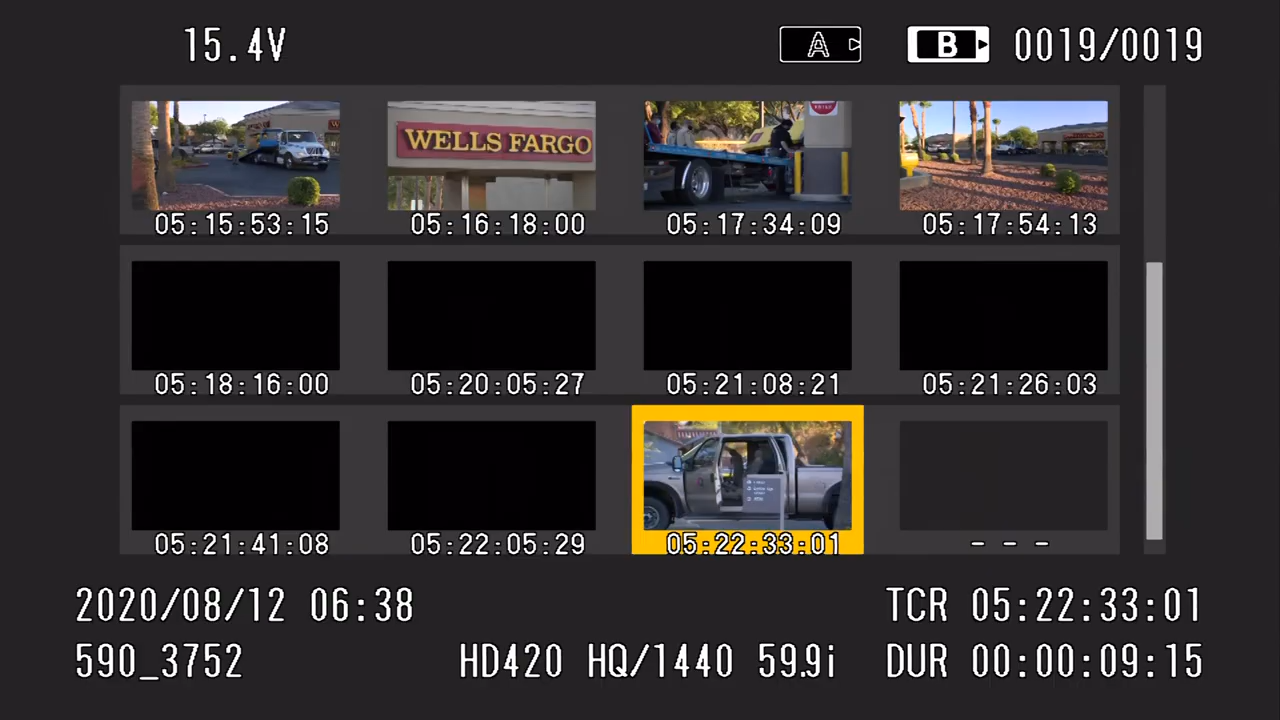 15.4V A B 0019/0019
WELLS FARGO
05:15:53:15 05:16:18:00 05:17:34:09 05:17:54:13
05:18:16:00 05:20:05:27 05:21:08:21 05:21:26:03
05:21:41:08 05:22:05:29 05:22:33:01 - - -
2020/08/12 06:38 TCR 05:22:33:01
590_3752 HD420 HQ/1440 59.9i DUR 00:00:09:15